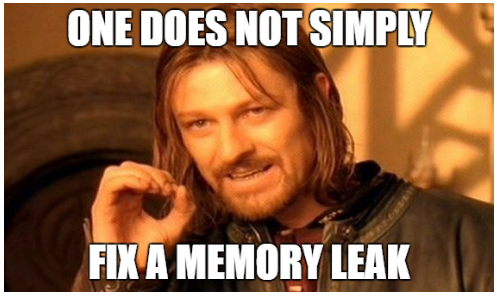 ONE DOES NOT SIMPLY
FIX A MEMORY LEAK